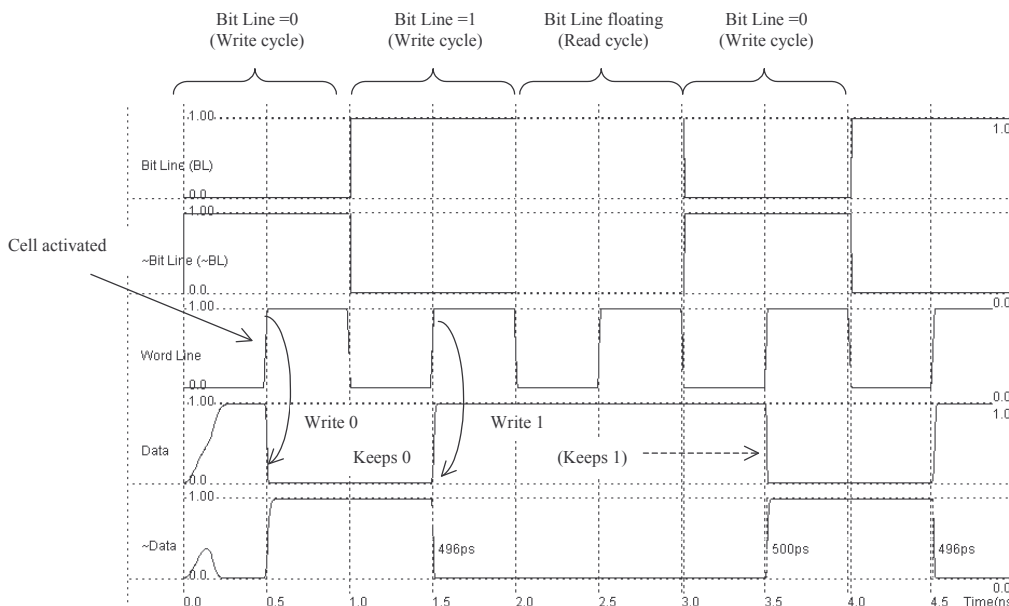 Bit Line =0
(Write cycle)
Bit Line =1
(Write cycle)
Bit Line floating
(Read cycle)
Bit Line =0
(Write cycle)
1.00
1.0
Bit Line (BL)
0.0
1.00
Cell activated
~Bit Line (~BL)
0.0
0.0
1.00
Word Line
0.0
0.0
1.00
1.0
Write 0
Write 1
Data
Keeps 0
(Keeps 1)
0.0
1.00
~Data
496ps
500ps
496ps
0.0
0.0
0.0
0.5
1.0
1.5
2.0
2.5
3.0
3.5
4.0
4.5
Time(ns